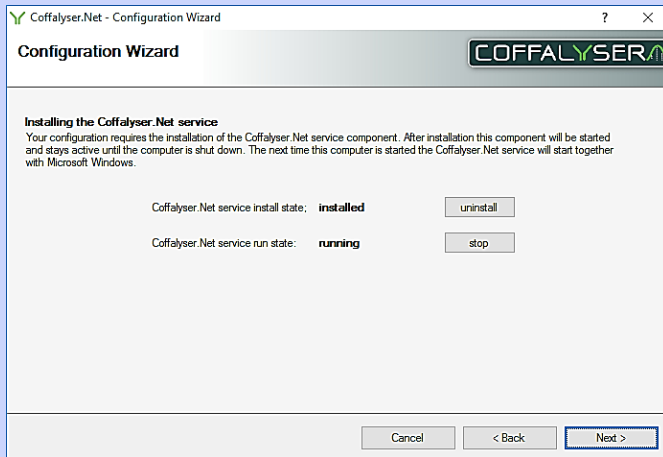 Coffalyser.Net - Configuration Wizard ? ×
Configuration Wizard COFFALYSER
Installing the Coffalyser.Net service
Your configuration requires the installation of the Coffalyser.Net service component. After installation this component will be started
and stays active until the computer is shut down. The next time this computer is started the Coffalyser.Net service will start together
with Microsoft Windows.
Coffalyser.Net service install state; installed uninstall
Coffalyser.Net service run state: running stop
Cancel < Back Next >